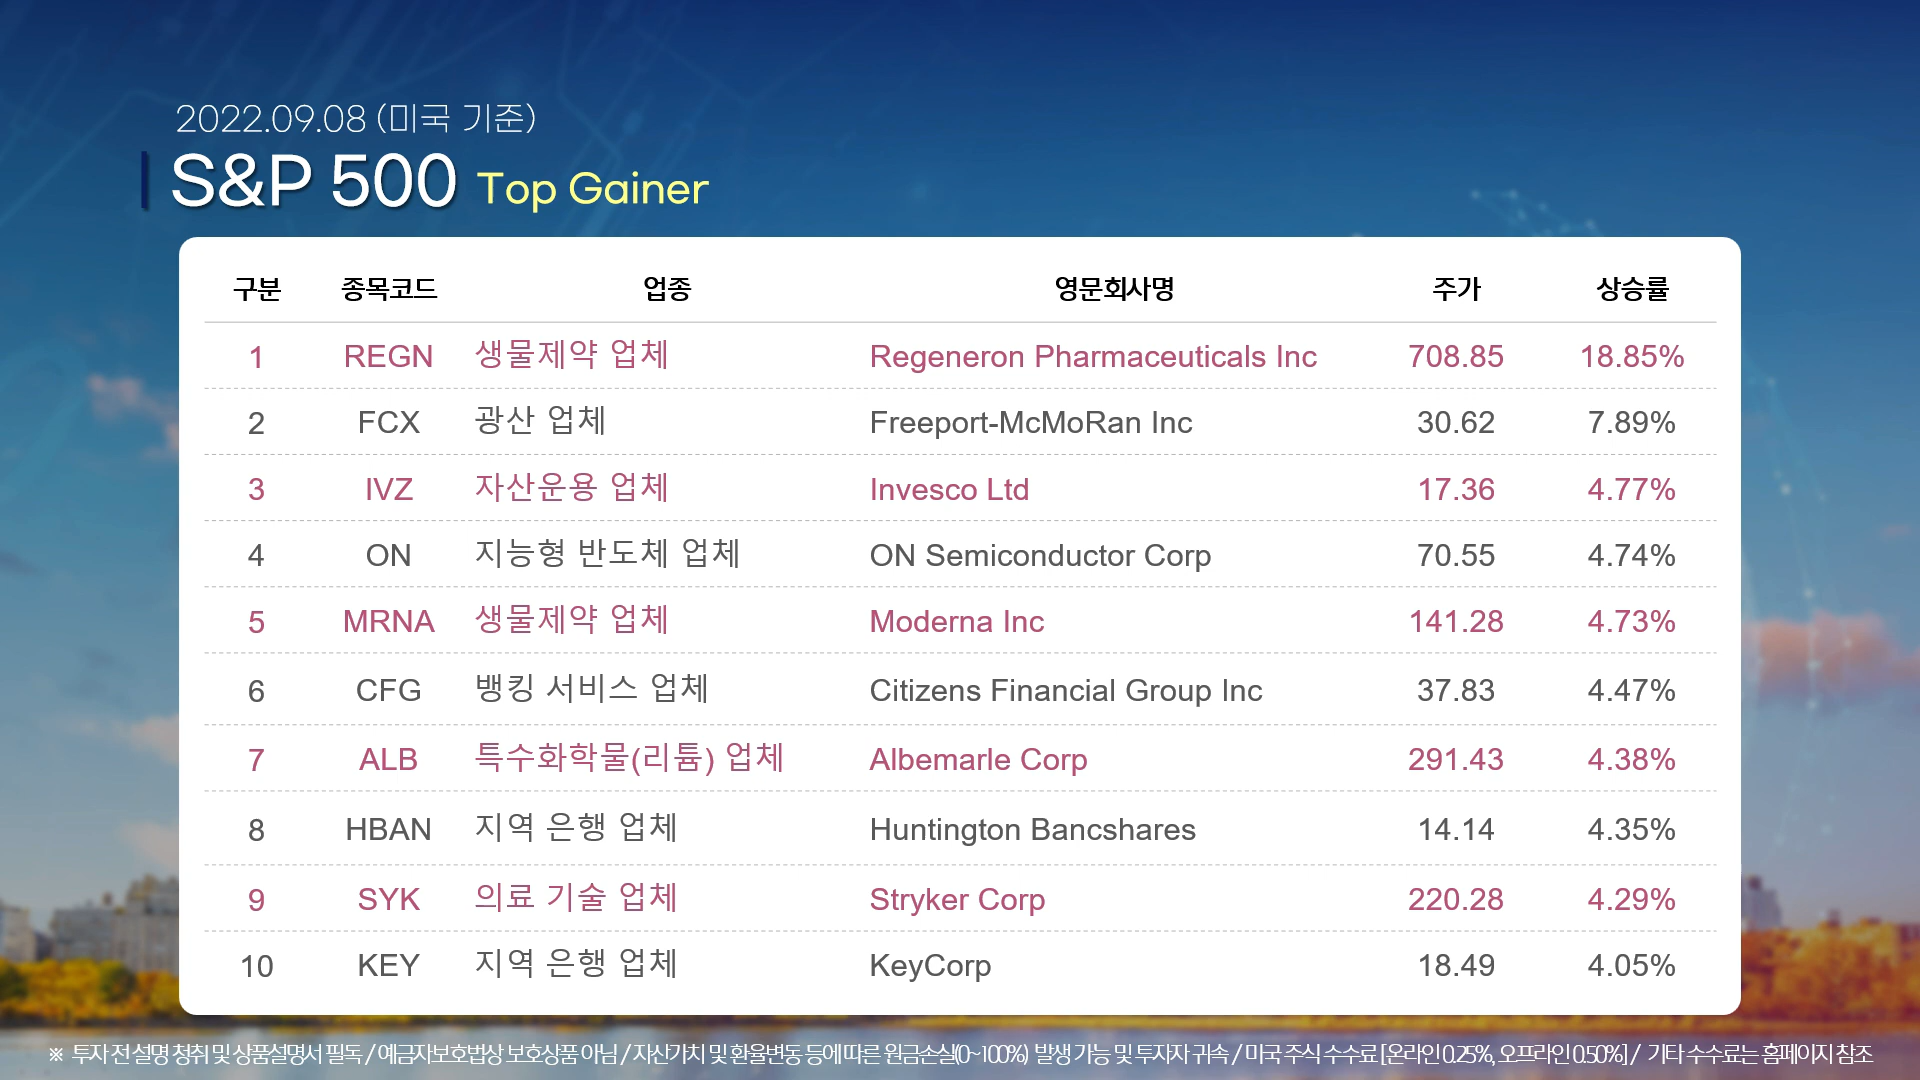 2022.09.08 (미국 기준)
S&P 500 Top Gainer
구분 종목코드 업종 영문회사명 주가 상승률
1 REGN 생물제약 업체 Regeneron Pharmaceuticals Inc 708.85 18.85%
2 FCX 광산 업체 Freeport-McMoRan Inc 30.62 7.89%
3 IVZ 자산운용 업체 Invesco Ltd 17.36 4.77%
4 ON 지능형 반도체 업체 ON Semiconductor Corp 70.55 4.74%
5 MRNA 생물제약 업체 Moderna Inc 141.28 4.73%
6 CFG 뱅킹 서비스 업체 Citizens Financial Group Inc 37.83 4.47%
7 ALB 특수화학물(리튬) 업체 Albemarle Corp 291.43 4.38%
8 HBAN 지역 은행 업체 Huntington Bancshares 14.14 4.35%
9 SYK 의료 기술 업체 Stryker Corp 220.28 4.29%
10 KEY 지역 은행 업체 KeyCorp 18.49 4.05%
※ 투자 전 설명 청취 및 상품설명서 필독 / 예금자보호법상 보호상품 아님 / 자산가치 및 환율변동 등에 따른 원금손실(0~100%) 발생 가능 및 투자자 귀속 / 미국 주식 수수료 [온라인 0.25%, 오프라인 0.50%] / 기타 수수료는 홈페이지 참조